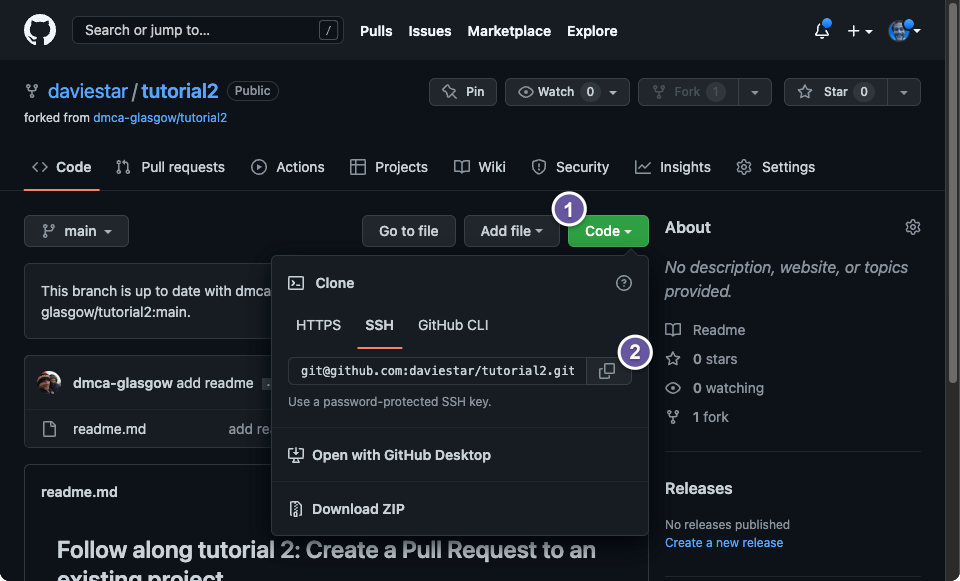 Search or jump to... /
Pulls Issues Marketplace Explore
daviestar / tutorial2 Public
Pin Watch 0 Fork 1 Star 0
forked from dmca-glasgow/tutorial2
Code Pull requests Actions Projects Wiki Security Insights Settings
1
main Go to file Add file Code About
No description, website, or topics
provided.
Clone
This branch is up to date with dmca
glasgow/tutorial2:main.
HTTPS SSH GitHub CLI
Readme
2
0 stars
git@github.com:daviestar/tutorial2.git
dmca-glasgow add readme
0 watching
Use a password-protected SSH key.
1 fork
readme.md add
Open with GitHub Desktop
readme.md
Releases
Download ZIP
No releases published
Create a new release
Follow along tutorial 2: Create a Pull Request to an
existing project